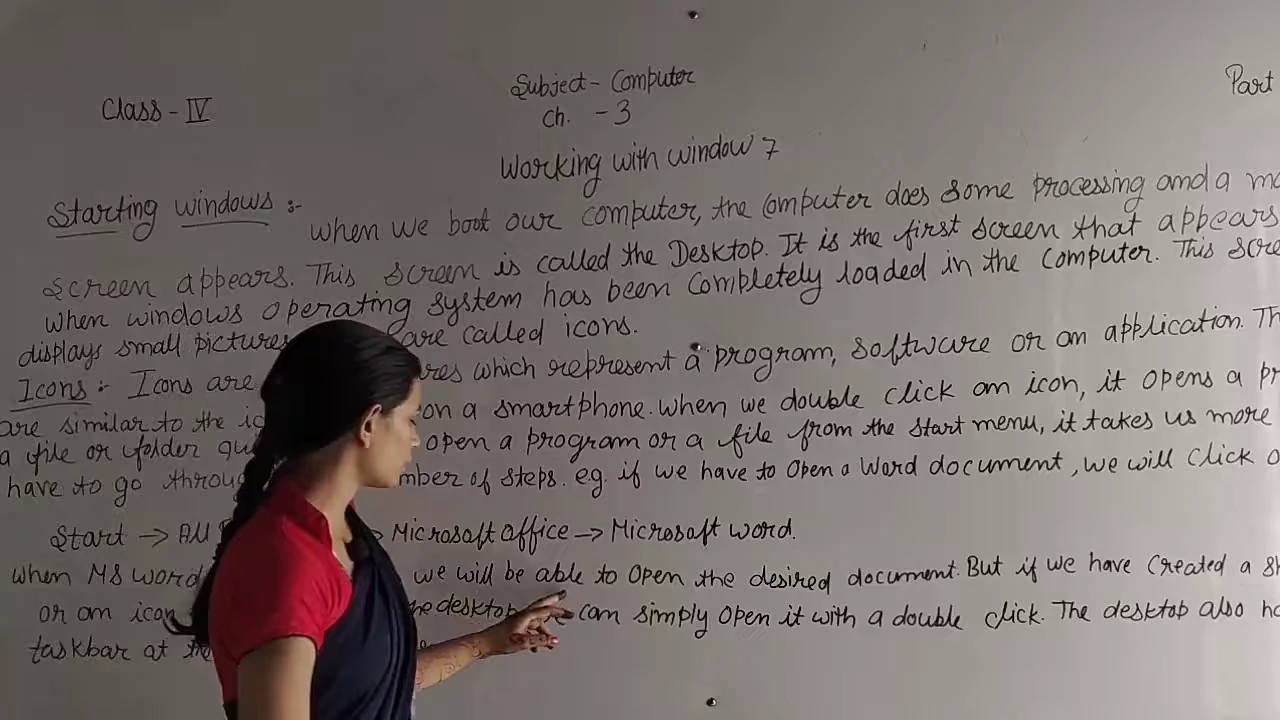 Class - IV
Subject - Computer
Part
Ch. - 3
Working with window 7
Starting windows :-
when we boot our computer, the computer does some processing and a
screen appears. This screen is called the Desktop. It is the first screen that appears
when windows operating system has been completely loaded in the computer. This
displays small pictures are called icons.
Icons :- Icons are which represent a program, software or an application.
are similar to the on a smartphone. When we double click on icon, it opens a
a file or folder open a program or a file from the start menu, it takes us more
have to go of steps. e.g. if we have to open a word document, we will click
Start → All → Microsoft office → Microsoft word.
when MS word we will be able to open the desired document. But if we have created a
or an icon desktop can simply open it with a double click. The desktop also
taskbar at the